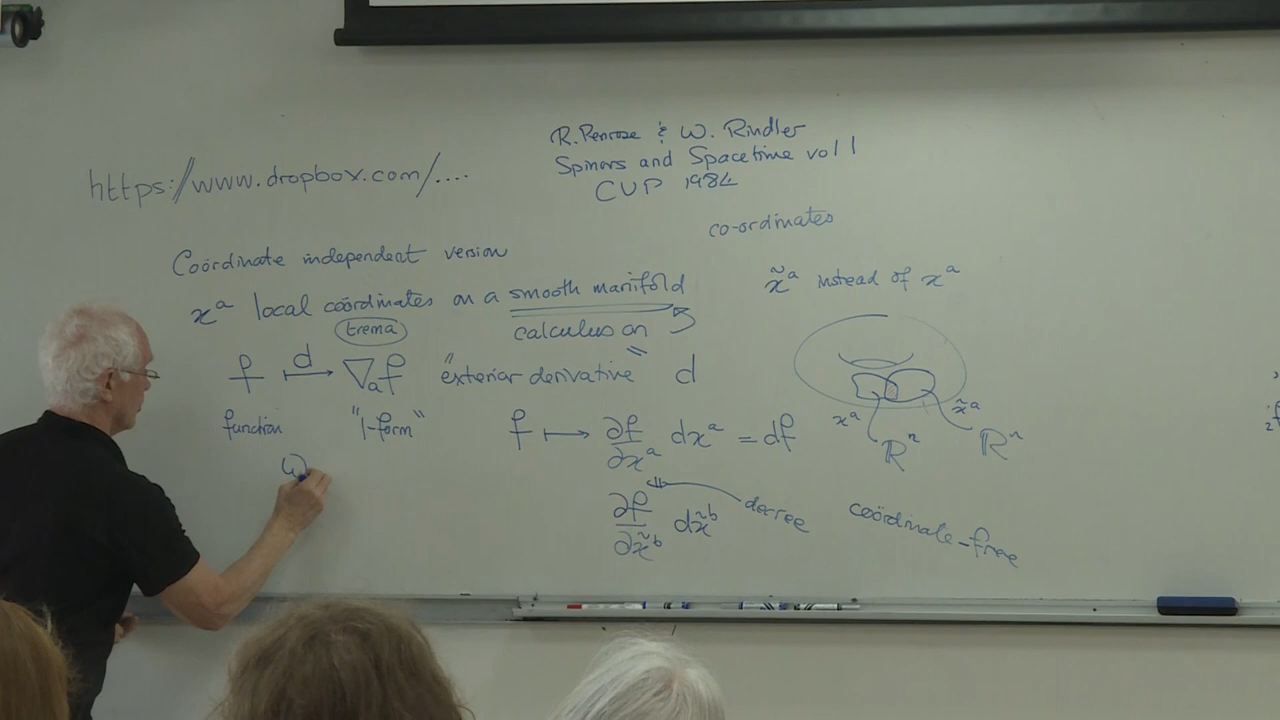 R. Penrose & W. Rindler
Spinors and Spacetime vol 1
CUP 1984
https://www.dropbox.com/....
co-ordinates
Coördinate independent version
x̃ᵃ instead of xᵃ
xᵃ local coördinates on a smooth manifold
trema
calculus on
f ↦ ∇ₐf "exterior derivative" d
d
function "1-form"
f ↦ ∂f/∂xᵃ dxᵃ = df
xᵃ x̃ᵃ
ℝⁿ ℝⁿ
∂f/∂x̃ᵇ dx̃ᵇ
coördinate-free
ω